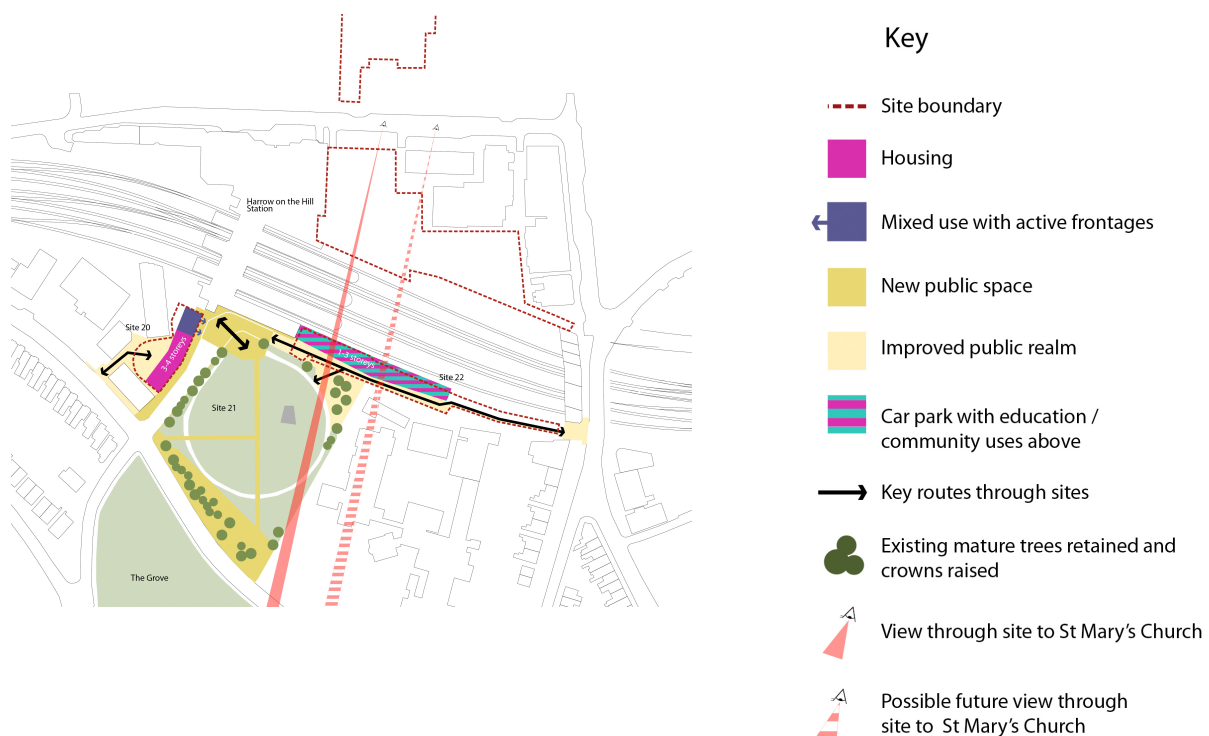 Harrow on the Hill
Station
Site 20
3-4 storeys
1-3 storeys
Site 22
Site 21
The Grove
Key
Site boundary
Housing
Mixed use with active frontages
New public space
Improved public realm
Car park with education /
community uses above
Key routes through sites
Existing mature trees retained and
crowns raised
View through site to St Mary's Church
Possible future view through
site to St Mary's Church